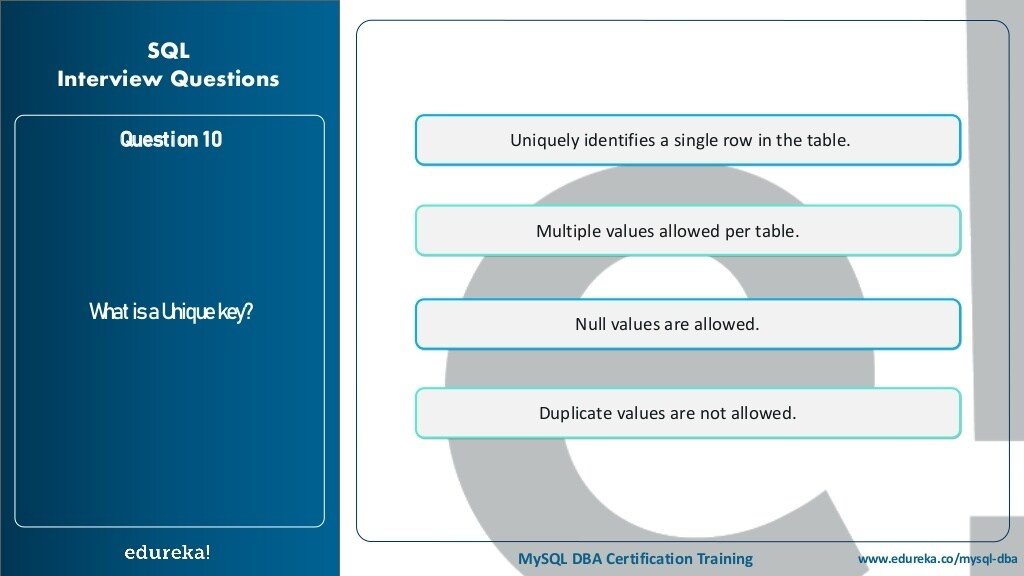 SQL
Interview Questions
Question 10
What is a Unique key?
edureka!
Uniquely identifies a single row in the table.
Multiple values allowed per table.
Null values are allowed.
Duplicate values are not allowed.
MySQL DBA Certification Training
www.edureka.co/mysql-dba